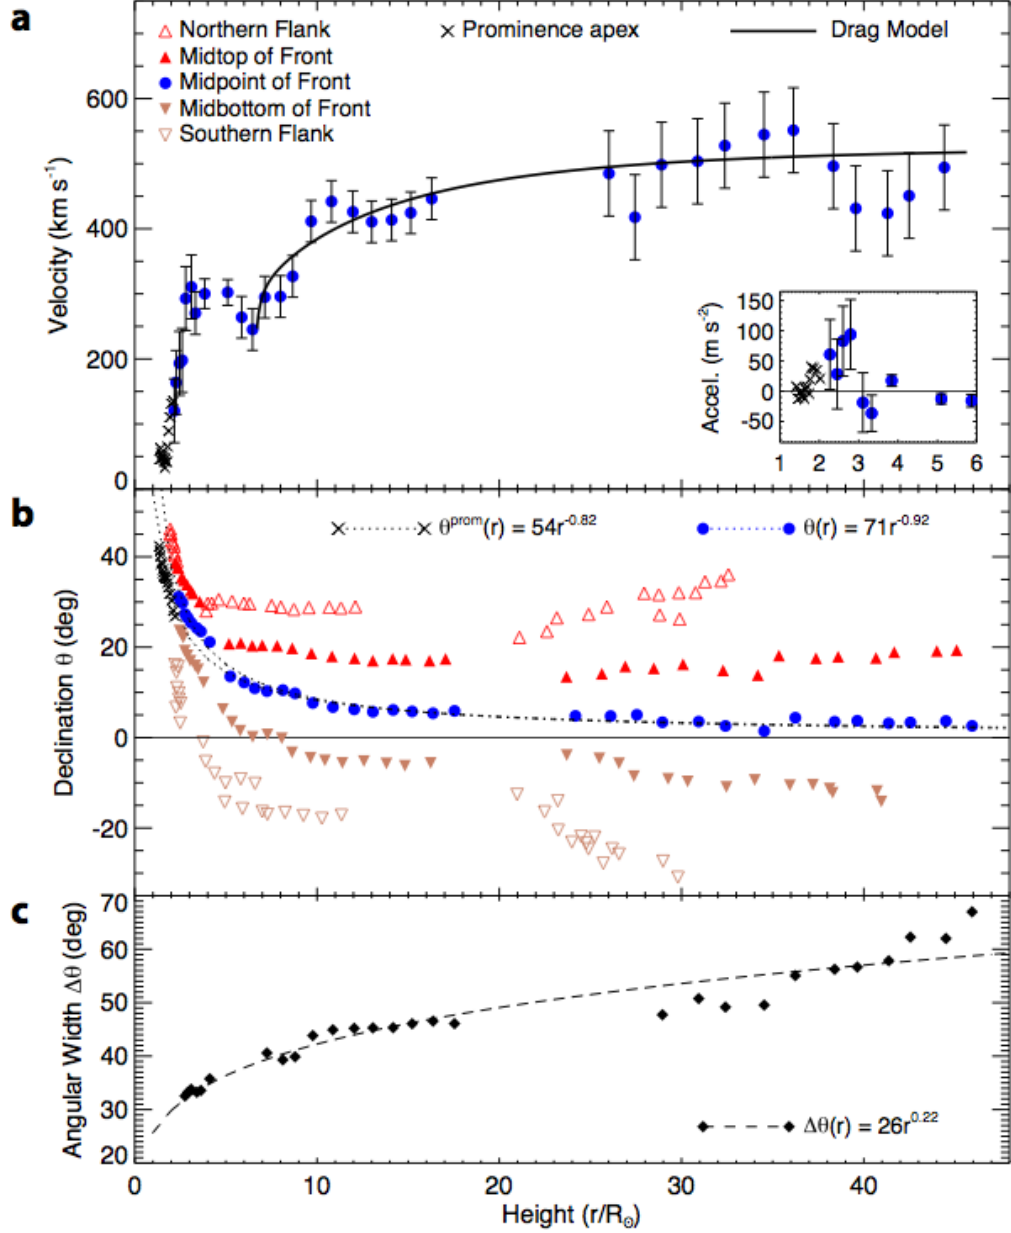 a
Northern Flank
Midtop of Front
Midpoint of Front
Midbottom of Front
Southern Flank
Prominence apex
Drag Model
600
400
200
0
Velocity (km s⁻¹)
150
100
50
0
-50
Accel. (m s⁻²)
1 2 3 4 5 6
b
θᵖʳᵒᵐ(r) = 54r⁻⁰·⁸²
θ(r) = 71r⁻⁰·⁹²
40
20
0
-20
Declination θ (deg)
c
70
60
50
40
30
20
Angular Width Δθ (deg)
Δθ(r) = 26r⁰·²²
0 10 20 30 40
Height (r/R☉)